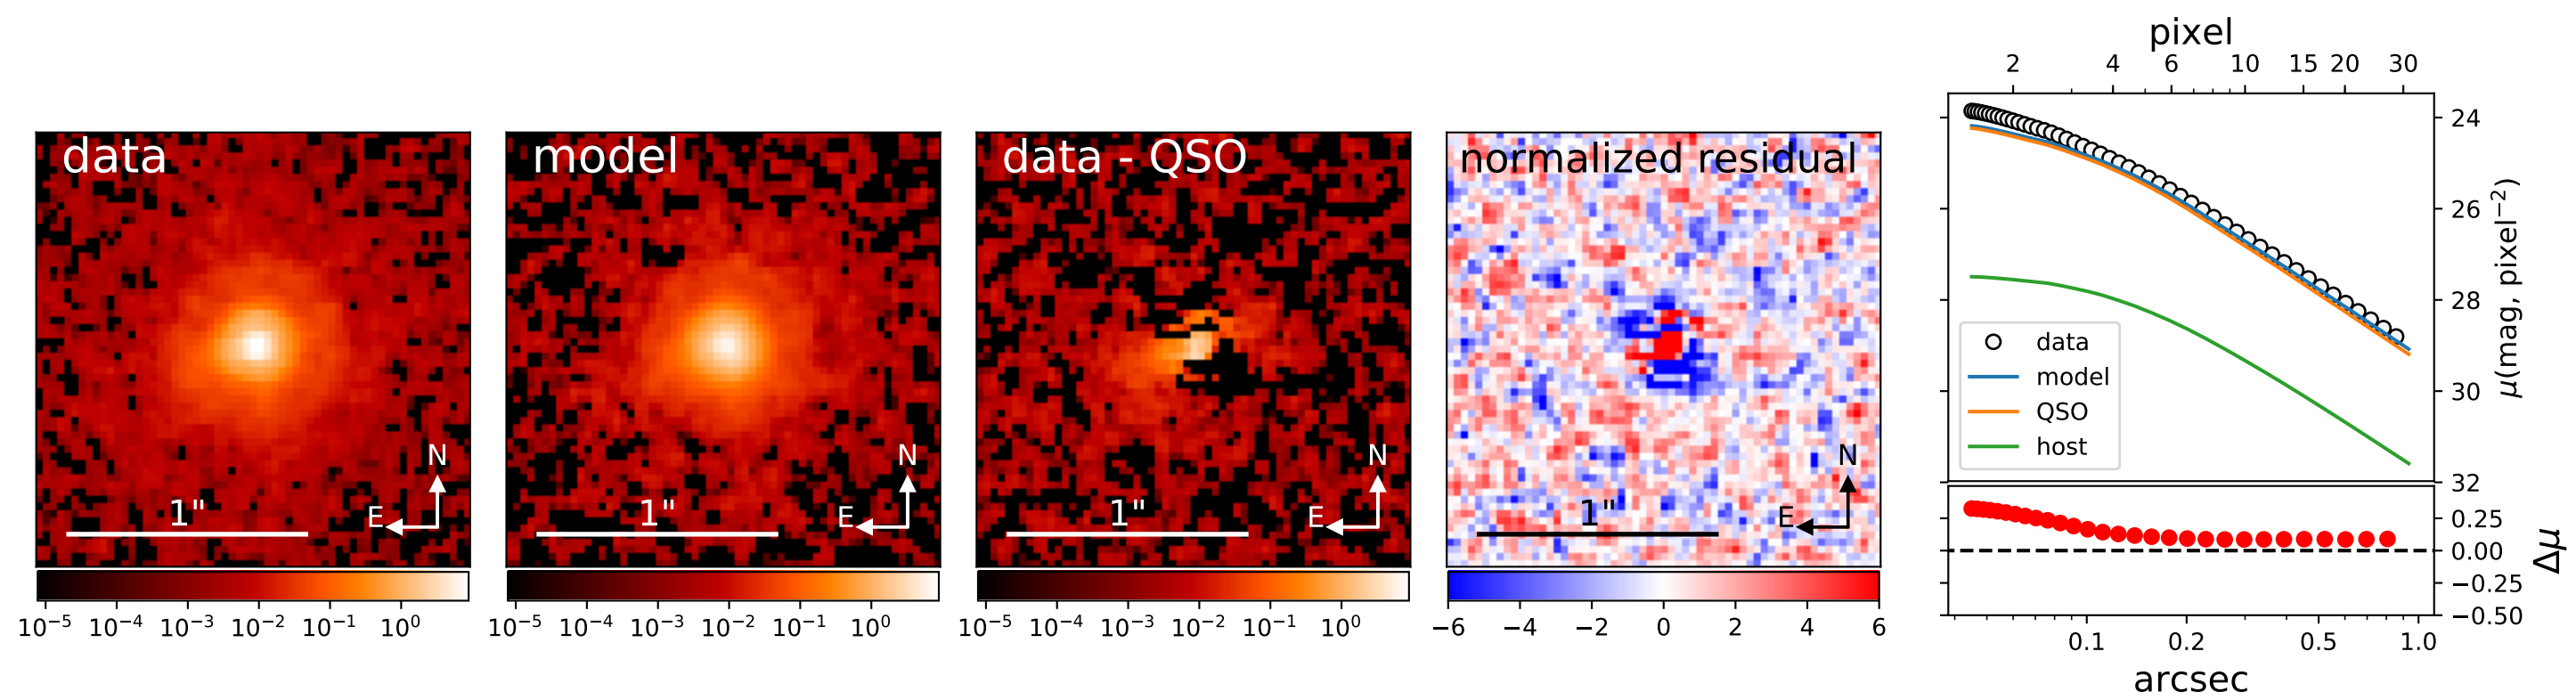 data
N
E
1"
10⁻⁵ 10⁻⁴ 10⁻³ 10⁻² 10⁻¹ 10⁰
model
N
E
1"
10⁻⁵ 10⁻⁴ 10⁻³ 10⁻² 10⁻¹ 10⁰
data - QSO
N
E
1"
10⁻⁵ 10⁻⁴ 10⁻³ 10⁻² 10⁻¹ 10⁰
normalized residual
N
E
1"
−6 −4 −2 0 2 4 6
pixel
2 4 6 10 15 20 30
24
26
28
30
32
μ(mag, pixel⁻²)
data
model
QSO
host
0.25
0.00
−0.25
−0.50
Δμ
0.1 0.2 0.5 1.0
arcsec